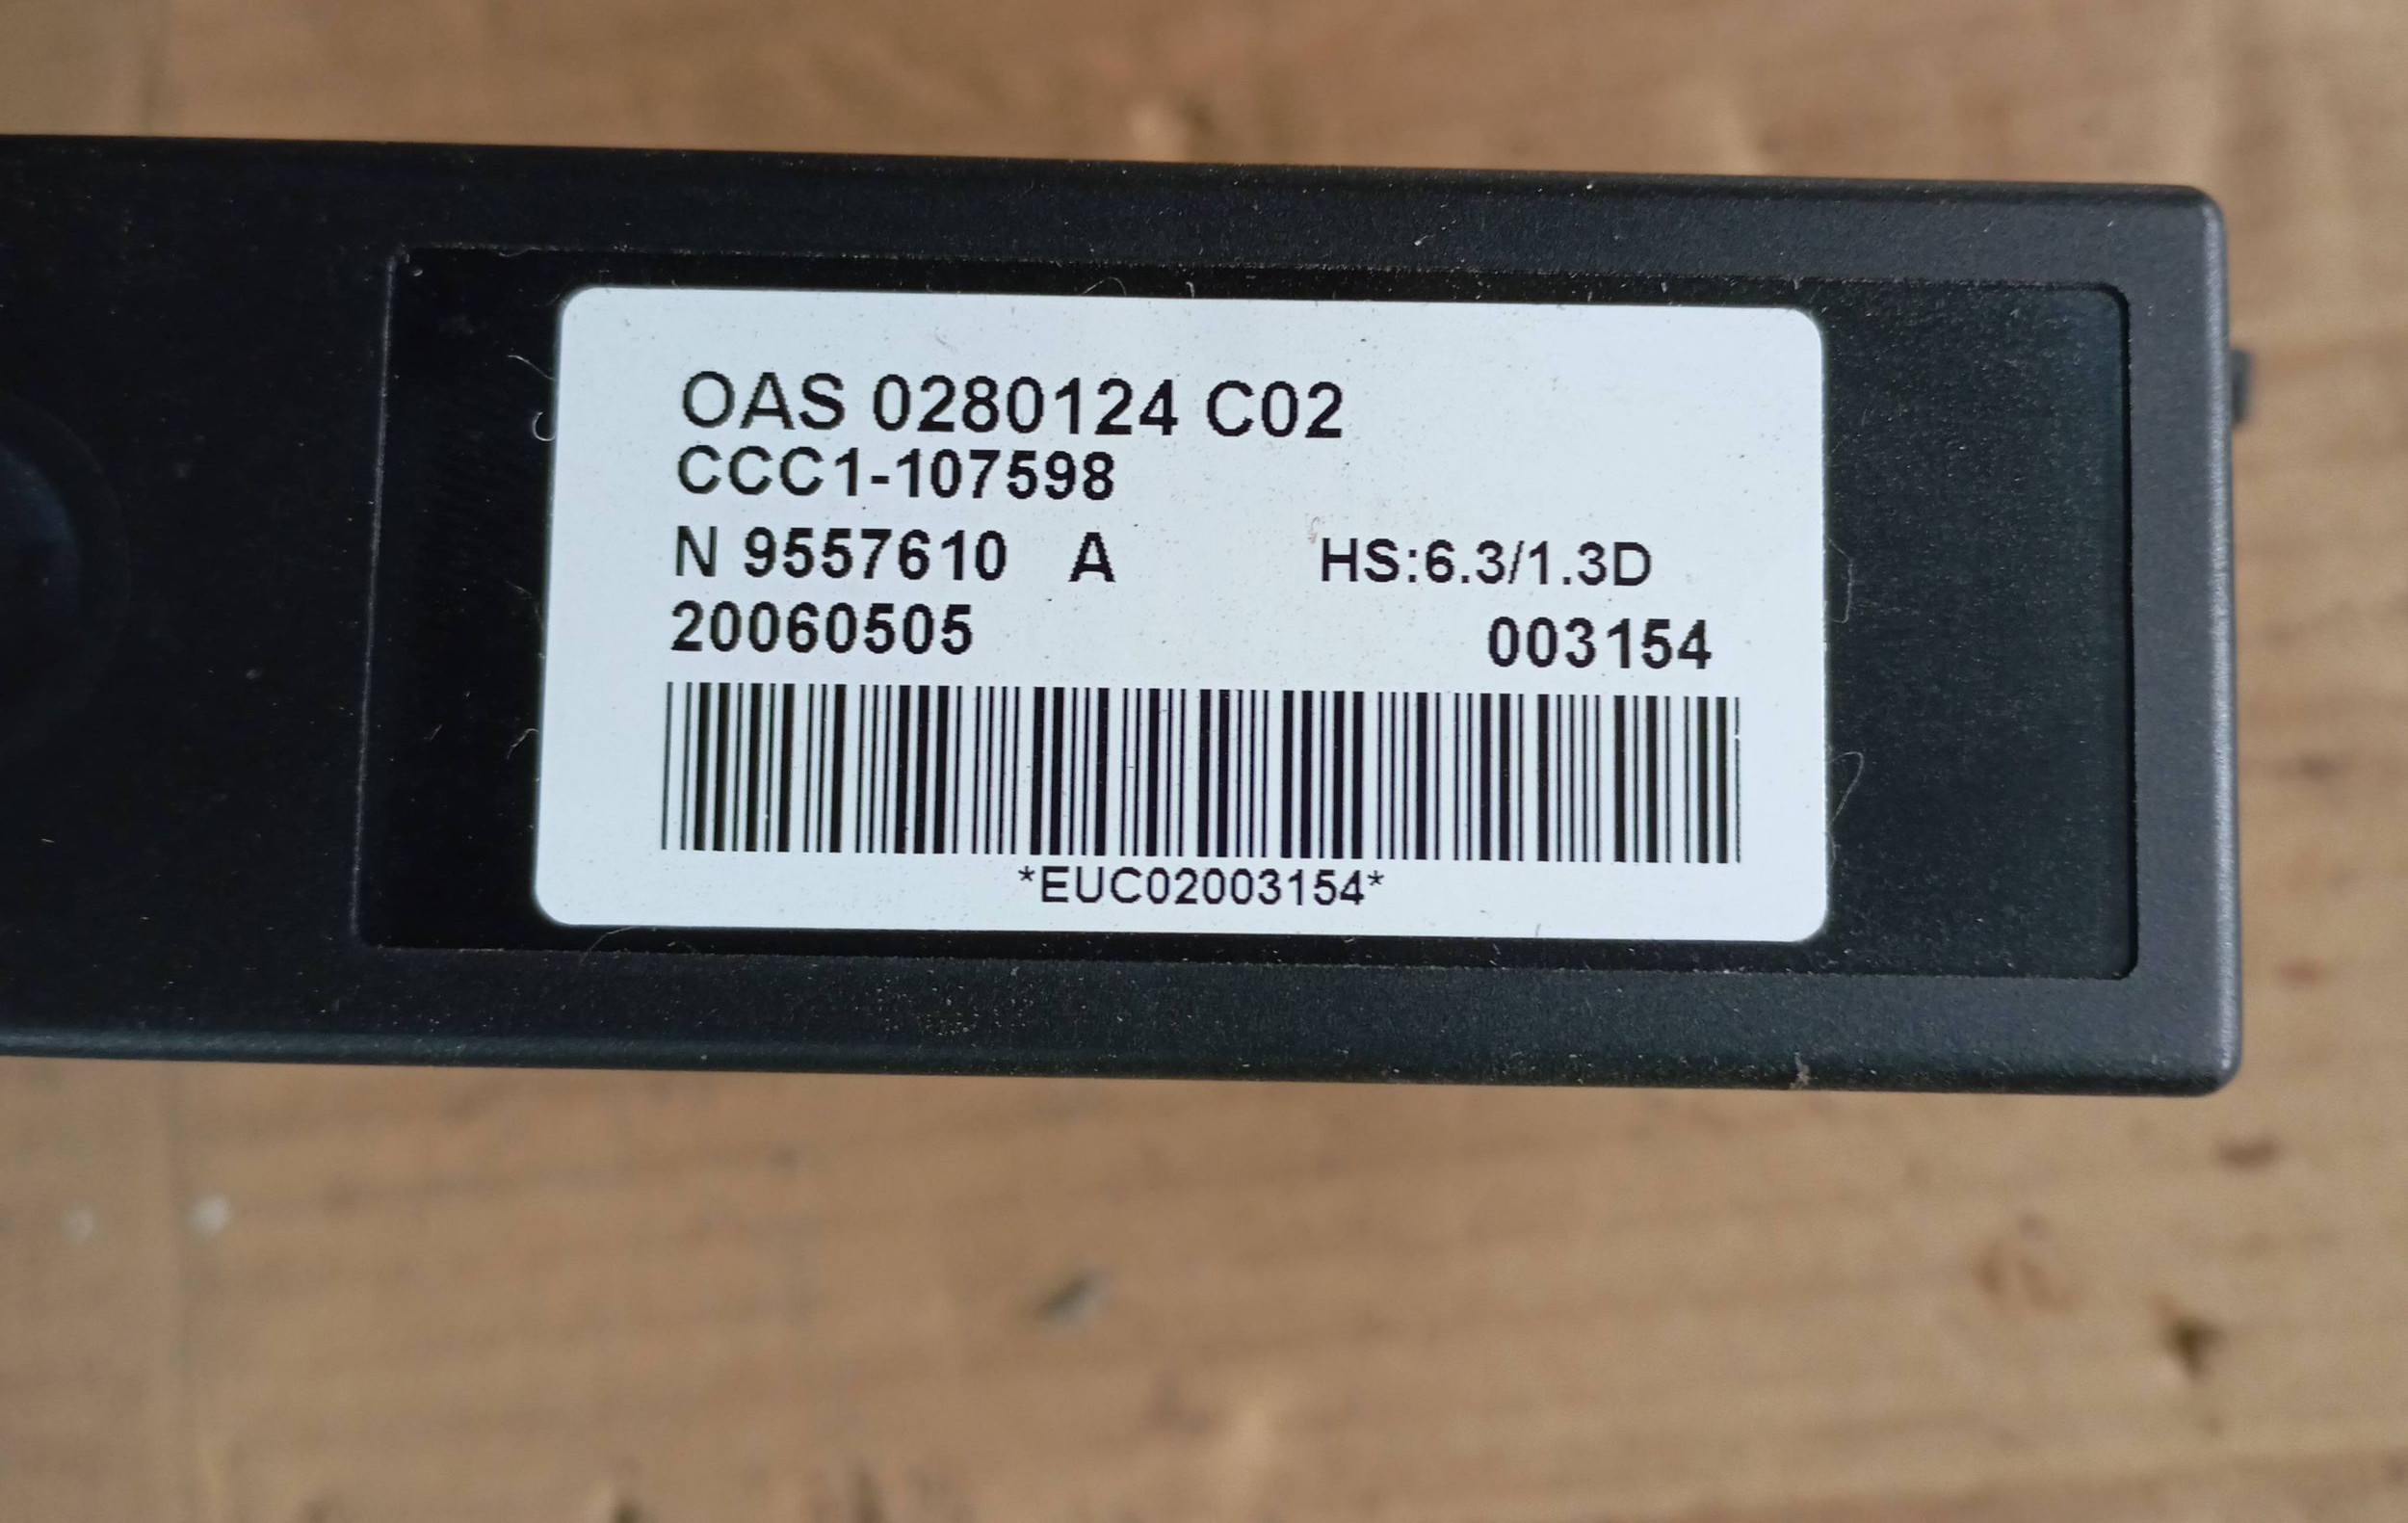 OAS 0280124 C02
CCC1-107598
N 9557610 A HS:6.3/1.3D
20060505 003154
*EUC02003154*